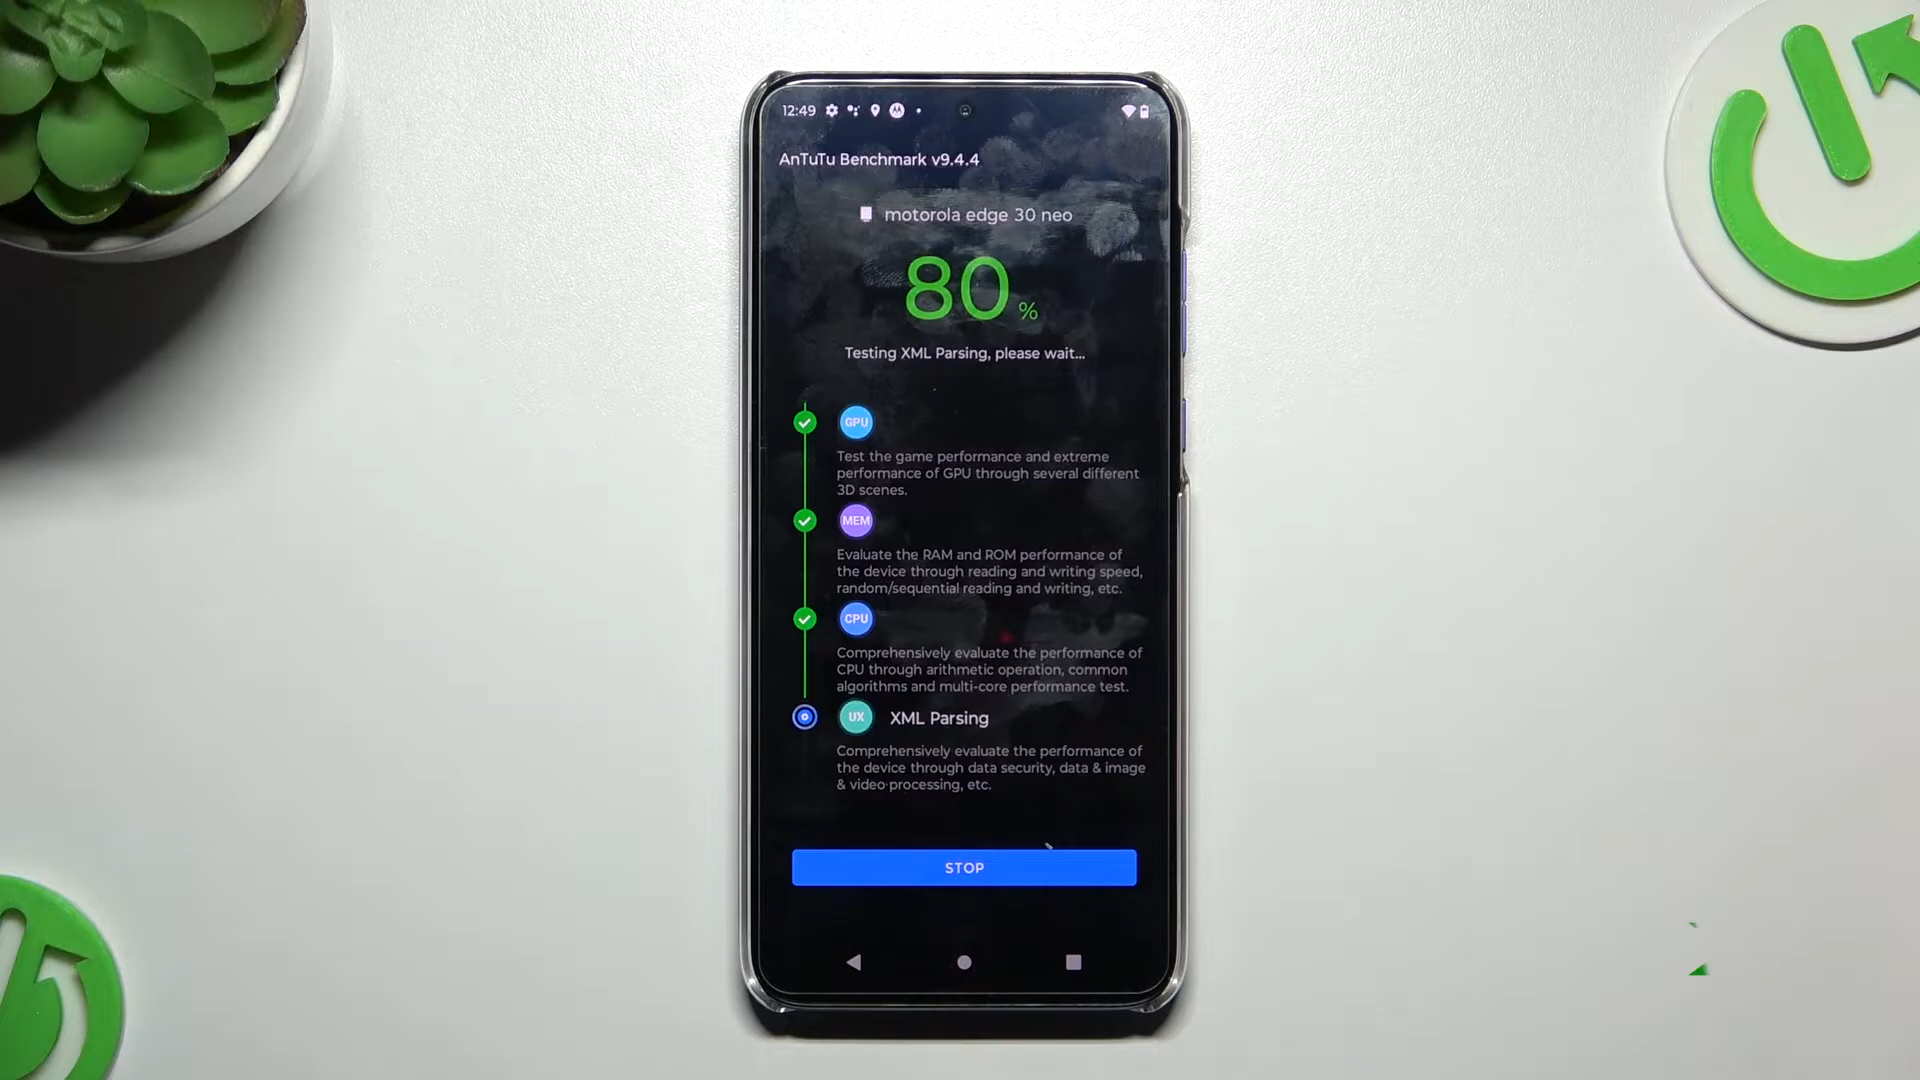 12:49
AnTuTu Benchmark v9.4.4
motorola edge 30 neo
80 %
Testing XML Parsing, please wait...
GPU
Test the game performance and extreme
performance of GPU through several different
3D scenes.
MEM
Evaluate the RAM and ROM performance of
the device through reading and writing speed,
random/sequential reading and writing, etc.
CPU
Comprehensively evaluate the performance of
CPU through arithmetic operation, common
algorithms and multi-core performance test.
UX XML Parsing
Comprehensively evaluate the performance of
the device through data security, data & image
& video processing, etc.
STOP